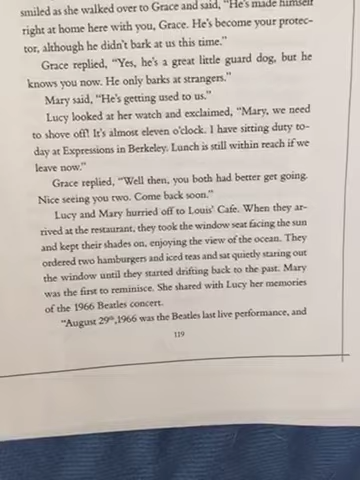 smiled as she walked over to Grace and said, "He's made himself
right at home here with you, Grace. He's become your protec-
tor, although he didn't bark at us this time."
Grace replied, "Yes, he's a great little guard dog, but he
knows you now. He only barks at strangers."
Mary said, "He's getting used to us."
Lucy looked at her watch and exclaimed, "Mary, we need
to shove off! It's almost eleven o'clock. I have sitting duty to-
day at Expressions in Berkeley. Lunch is still within reach if we
leave now."
Grace replied, "Well then, you both had better get going.
Nice seeing you two. Come back soon."
Lucy and Mary hurried off to Louis' Cafe. When they ar-
rived at the restaurant, they took the window seat facing the sun
and kept their shades on, enjoying the view of the ocean. They
ordered two hamburgers and iced teas and sat quietly staring out
the window until they started drifting back to the past. Mary
was the first to reminisce. She shared with Lucy her memories
of the 1966 Beatles concert.
"August 29th,1966 was the Beatles last live performance, and
119